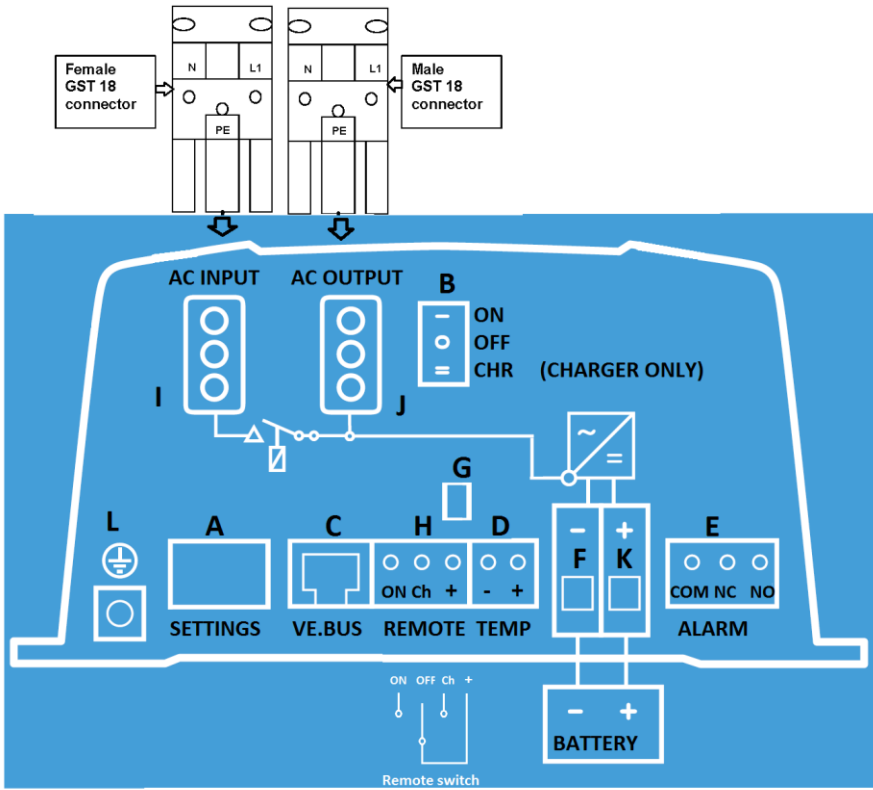 Female
GST 18
connector
N L1
PE
N L1
PE
Male
GST 18
connector
AC INPUT
AC OUTPUT
B
ON
OFF
CHR (CHARGER ONLY)
I
J
G
L
A
C
H
D
F
K
E
ON Ch +
- +
- +
COM NC NO
SETTINGS
VE.BUS
REMOTE
TEMP
ALARM
ON OFF Ch +
Remote switch
- +
BATTERY